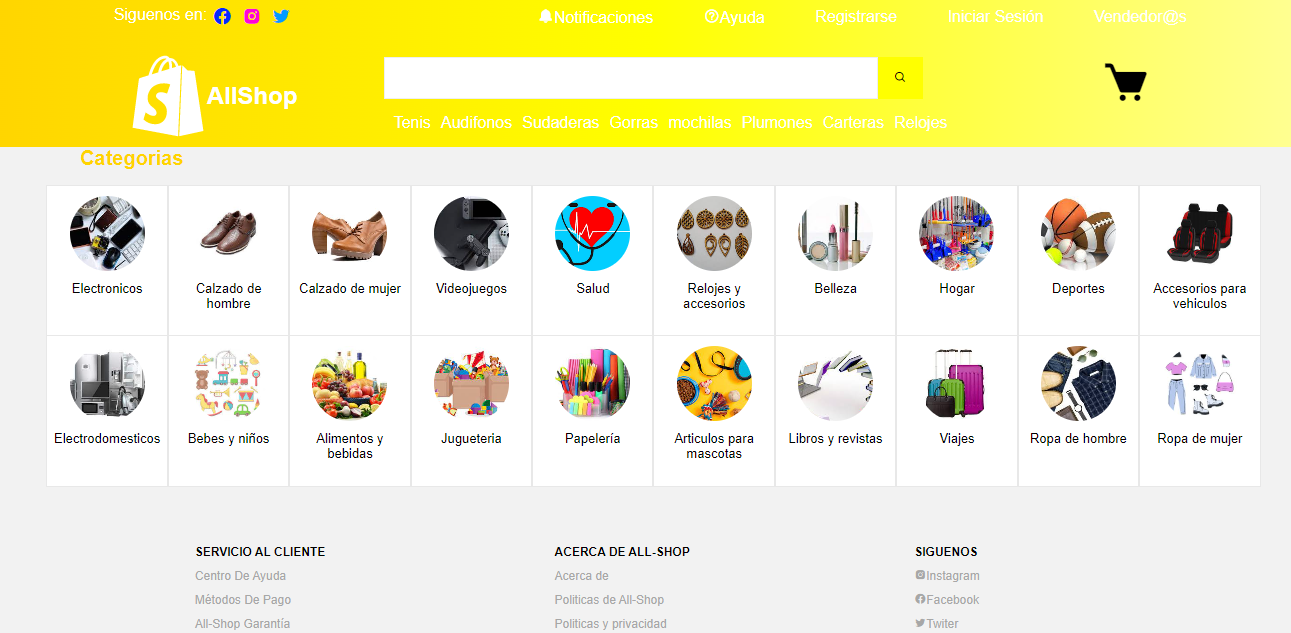 Siguenos en:
Notificaciones
Ayuda
Registrarse
Iniciar Sesión
Vendedor@s
S AllShop
Tenis Audifonos Sudaderas Gorras mochilas Plumones Carteras Relojes
Categorias
Electronicos
Calzado de
hombre
Calzado de mujer
Videojuegos
Salud
Relojes y
accesorios
Belleza
Hogar
Deportes
Accesorios para
vehiculos
Electrodomesticos
Bebes y niños
Alimentos y
bebidas
Jugueteria
Papelería
Articulos para
mascotas
Libros y revistas
Viajes
Ropa de hombre
Ropa de mujer
SERVICIO AL CLIENTE
Centro De Ayuda
Métodos De Pago
All-Shop Garantía
ACERCA DE ALL-SHOP
Acerca de
Politicas de All-Shop
Politicas y privacidad
SIGUENOS
Instagram
Facebook
Twiter